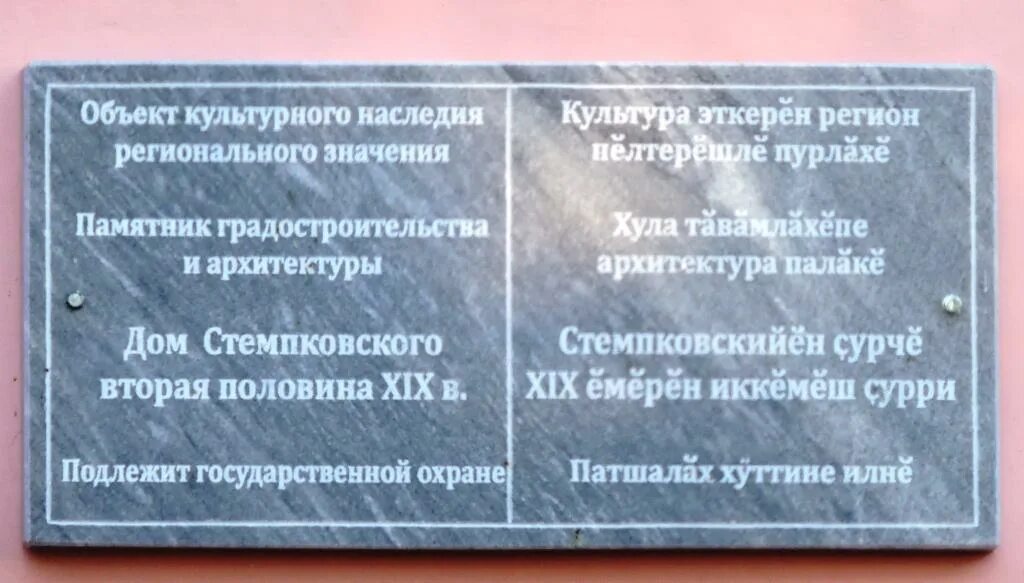 Объект культурного наследия
регионального значения
Памятник градостроительства
и архитектуры
Дом Стемпковского
вторая половина XIX в.
Подлежит государственной охране
Культура эткерӗн регион
пӗлтерӗшлӗ пурлӑхӗ
Хула тӑвӑмлӑхӗпе
архитектура палӑкӗ
Стемпковскийӗн ҫурчӗ
XIX ӗмӗрӗн иккӗмӗш ҫурри
Патшалӑх хӳттине илнӗ